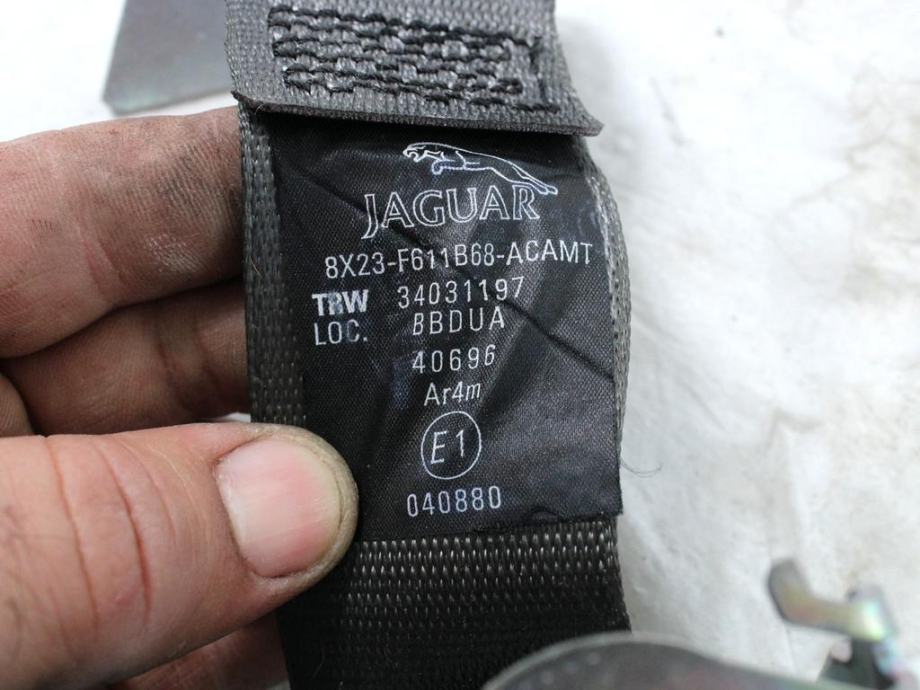 JAGUAR
8X23-F611B68-ACAMT
TRW 34031197
LOC. BBDUA
40696
Ar4m
E1
040880